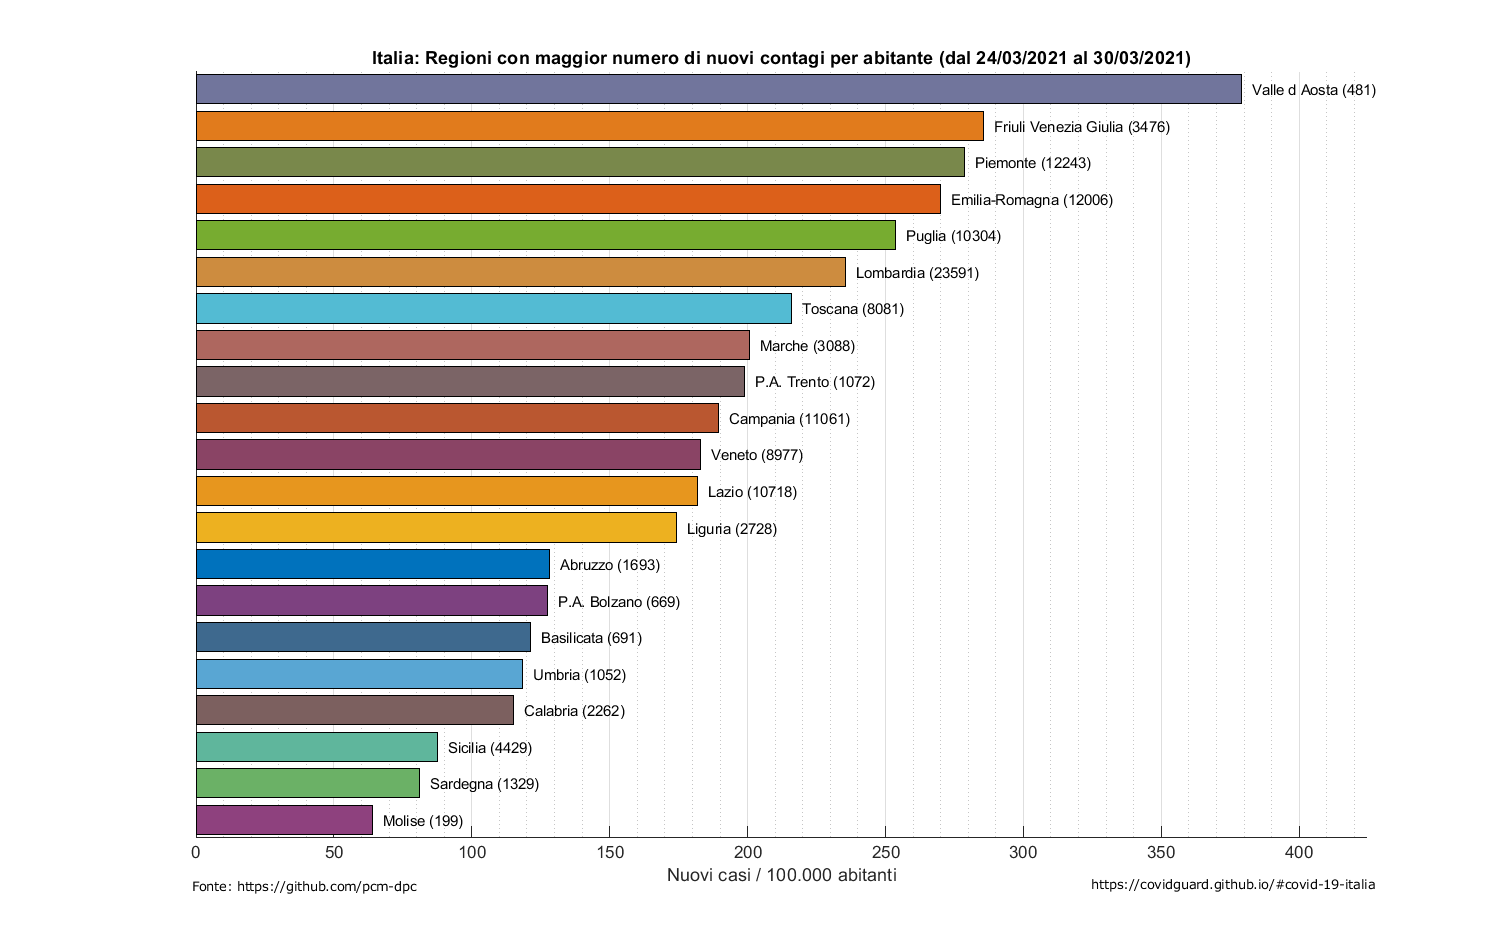 Italia: Regioni con maggior numero di nuovi contagi per abitante (dal 24/03/2021 al 30/03/2021)
Valle d Aosta (481)
Friuli Venezia Giulia (3476)
Piemonte (12243)
Emilia-Romagna (12006)
Puglia (10304)
Lombardia (23591)
Toscana (8081)
Marche (3088)
P.A. Trento (1072)
Campania (11061)
Veneto (8977)
Lazio (10718)
Liguria (2728)
Abruzzo (1693)
P.A. Bolzano (669)
Basilicata (691)
Umbria (1052)
Calabria (2262)
Sicilia (4429)
Sardegna (1329)
Molise (199)
0 50 100 150 200 250 300 350 400
Nuovi casi / 100.000 abitanti
Fonte: https://github.com/pcm-dpc
https://covidguard.github.io/#covid-19-italia